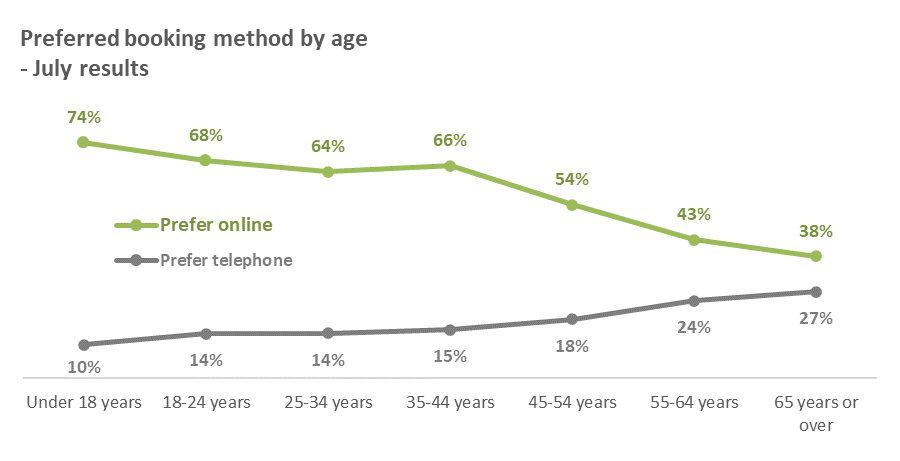 Preferred booking method by age
- July results
74%
68%
64%
66%
54%
43%
38%
Prefer online
Prefer telephone
10%
14%
14%
15%
18%
24%
27%
Under 18 years
18-24 years
25-34 years
35-44 years
45-54 years
55-64 years
65 years or
over